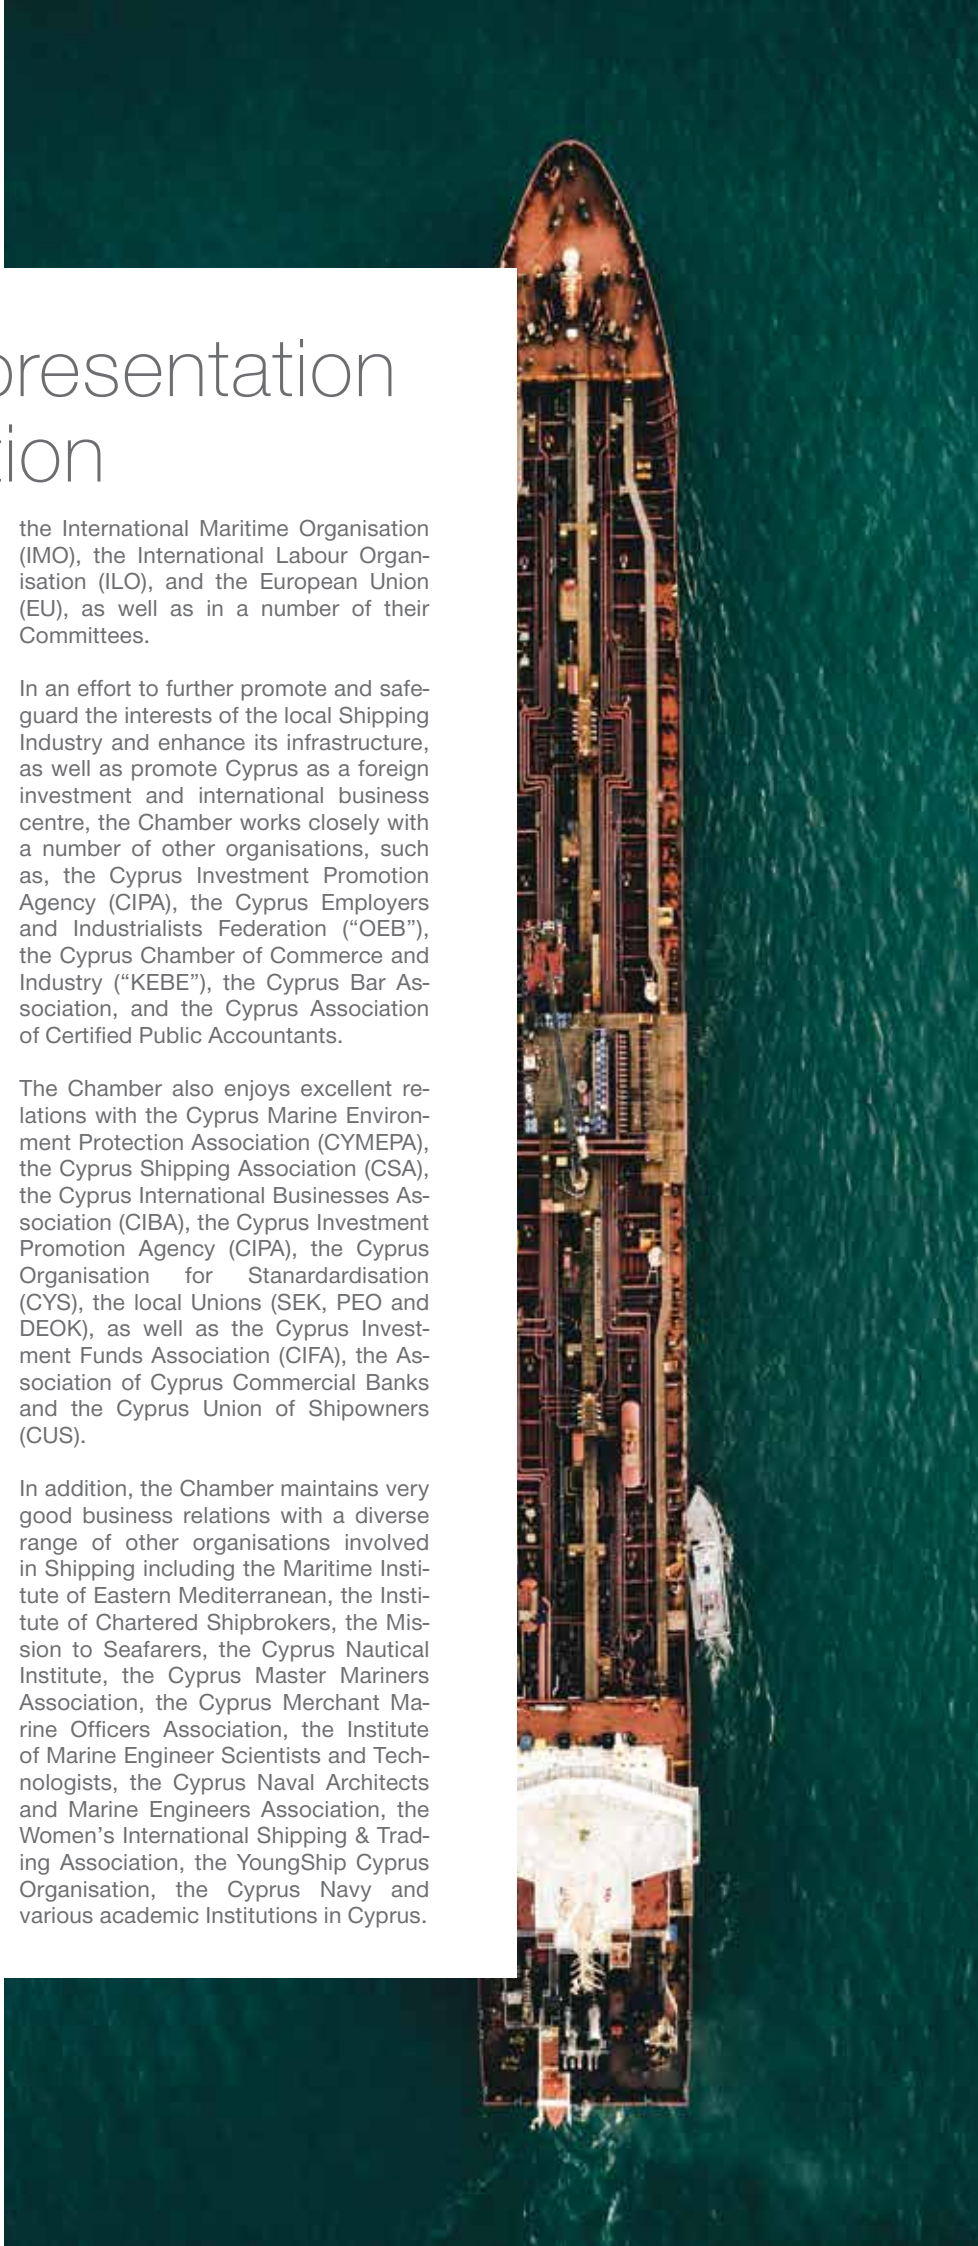 presentation
tion
the International Maritime Organisation
(IMO), the International Labour Organ-
isation (ILO), and the European Union
(EU), as well as in a number of their
Committees.
In an effort to further promote and safe-
guard the interests of the local Shipping
Industry and enhance its infrastructure,
as well as promote Cyprus as a foreign
investment and international business
centre, the Chamber works closely with
a number of other organisations, such
as, the Cyprus Investment Promotion
Agency (CIPA), the Cyprus Employers
and Industrialists Federation (“OEB”),
the Cyprus Chamber of Commerce and
Industry (“KEBE”), the Cyprus Bar As-
sociation, and the Cyprus Association
of Certified Public Accountants.
The Chamber also enjoys excellent re-
lations with the Cyprus Marine Environ-
ment Protection Association (CYMEPA),
the Cyprus Shipping Association (CSA),
the Cyprus International Businesses As-
sociation (CIBA), the Cyprus Investment
Promotion Agency (CIPA), the Cyprus
Organisation for Stanardardisation
(CYS), the local Unions (SEK, PEO and
DEOK), as well as the Cyprus Invest-
ment Funds Association (CIFA), the As-
sociation of Cyprus Commercial Banks
and the Cyprus Union of Shipowners
(CUS).
In addition, the Chamber maintains very
good business relations with a diverse
range of other organisations involved
in Shipping including the Maritime Insti-
tute of Eastern Mediterranean, the Insti-
tute of Chartered Shipbrokers, the Mis-
sion to Seafarers, the Cyprus Nautical
Institute, the Cyprus Master Mariners
Association, the Cyprus Merchant Ma-
rine Officers Association, the Institute
of Marine Engineer Scientists and Tech-
nologists, the Cyprus Naval Architects
and Marine Engineers Association, the
Women’s International Shipping & Trad-
ing Association, the YoungShip Cyprus
Organisation, the Cyprus Navy and
various academic Institutions in Cyprus.